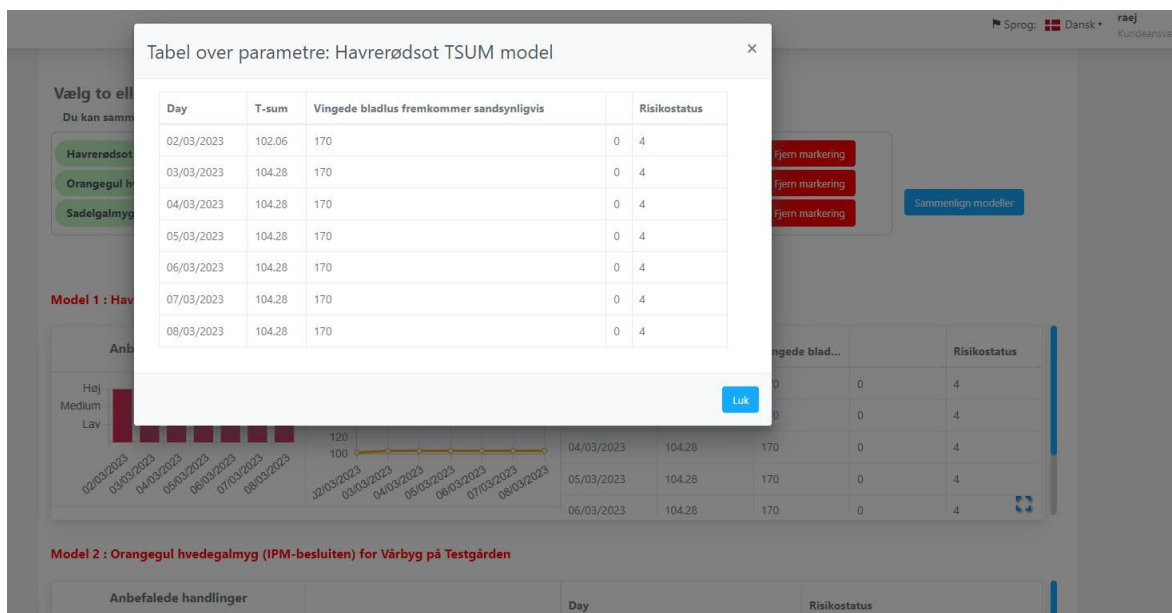 Sprog: Dansk
raej
Kundeansva
Tabel over parametre: Havrerødsot TSUM model ×
Day T-sum Vingede bladlus fremkommer sandsynligvis Risikostatus
02/03/2023 102.06 170 0 4
03/03/2023 104.28 170 0 4
04/03/2023 104.28 170 0 4
05/03/2023 104.28 170 0 4
06/03/2023 104.28 170 0 4
07/03/2023 104.28 170 0 4
08/03/2023 104.28 170 0 4
Luk
Vælg to ell
Du kan samm
Havrerødsot Fjern markering
Orangegul h Fjern markering
Sadelgalmyg Fjern markering
Sammenlign modeller
Model 1 : Hav
Anb
Høj
Medium
Lav
02/03/2023 03/03/2023 04/03/2023 05/03/2023 06/03/2023 07/03/2023 08/03/2023
120
100
02/03/2023 03/03/2023 04/03/2023 05/03/2023 06/03/2023 07/03/2023 08/03/2023
ngede blad... Risikostatus
0 0 4
0 0 4
04/03/2023 104.28 170 0 4
05/03/2023 104.28 170 0 4
06/03/2023 104.28 170 0 4
Model 2 : Orangegul hvedegalmyg (IPM-besluiten) for Vårbyg på Testgården
Anbefalede handlinger
Day Risikostatus